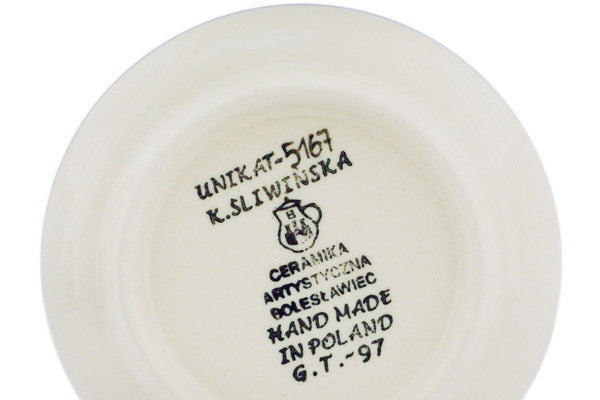 UNIKAT-5167
K.SLIWIŃSKA
CERAMIKA
ARTYSTYCZNA
BOLESŁAWIEC
HAND MADE
IN POLAND
G.T.-97